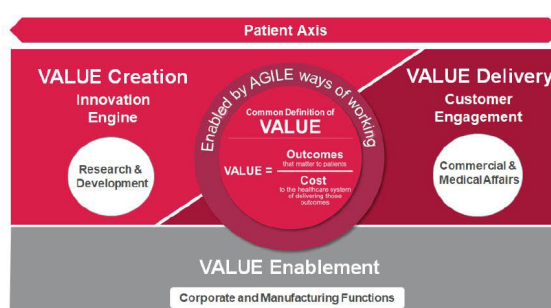 Patient Axis
VALUE Creation
Innovation
Engine
Research &
Development
Enabled by AGILE ways of working
Common Definition of
VALUE
VALUE =
Outcomes
that matter to patients
Cost
to the healthcare system
of delivering those
outcomes
VALUE Delivery
Customer
Engagement
Commercial &
Medical Affairs
VALUE Enablement
Corporate and Manufacturing Functions